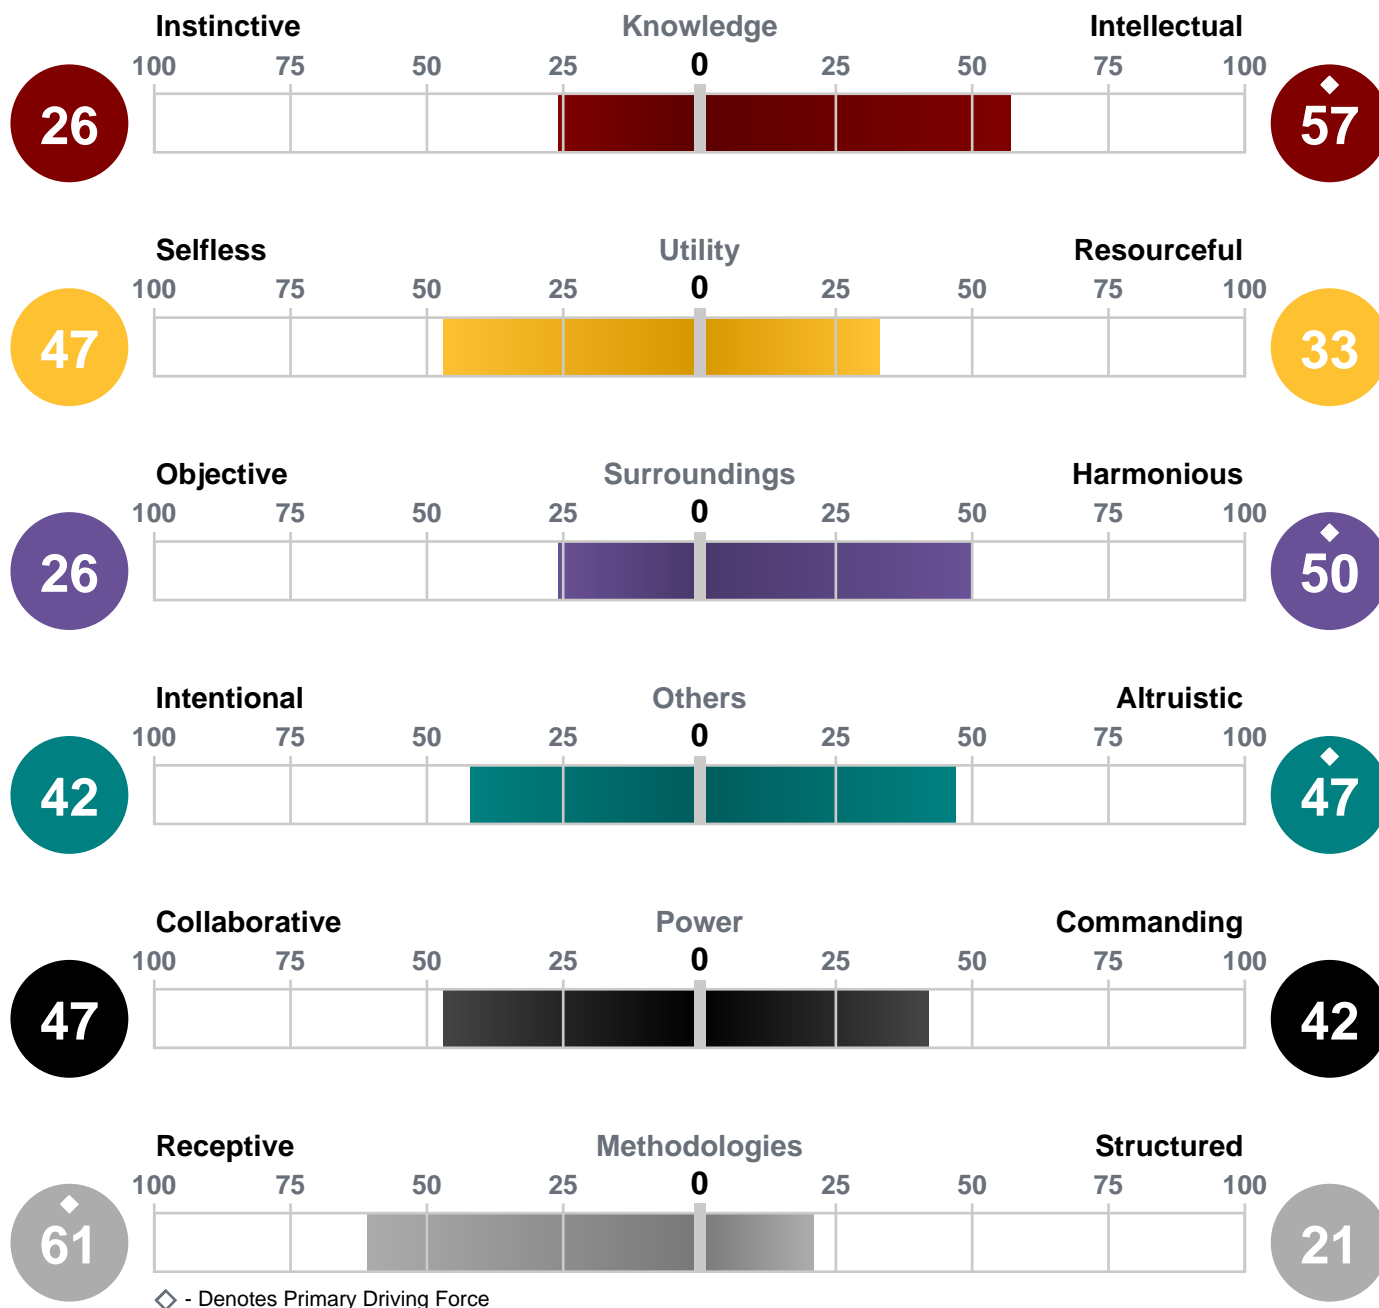 Instinctive Knowledge Intellectual
100 75 50 25 0 25 50 75 100
26 57
Selfless Utility Resourceful
100 75 50 25 0 25 50 75 100
47 33
Objective Surroundings Harmonious
100 75 50 25 0 25 50 75 100
26 50
Intentional Others Altruistic
100 75 50 25 0 25 50 75 100
42 47
Collaborative Power Commanding
100 75 50 25 0 25 50 75 100
47 42
Receptive Methodologies Structured
100 75 50 25 0 25 50 75 100
61 21
- Denotes Primary Driving Force